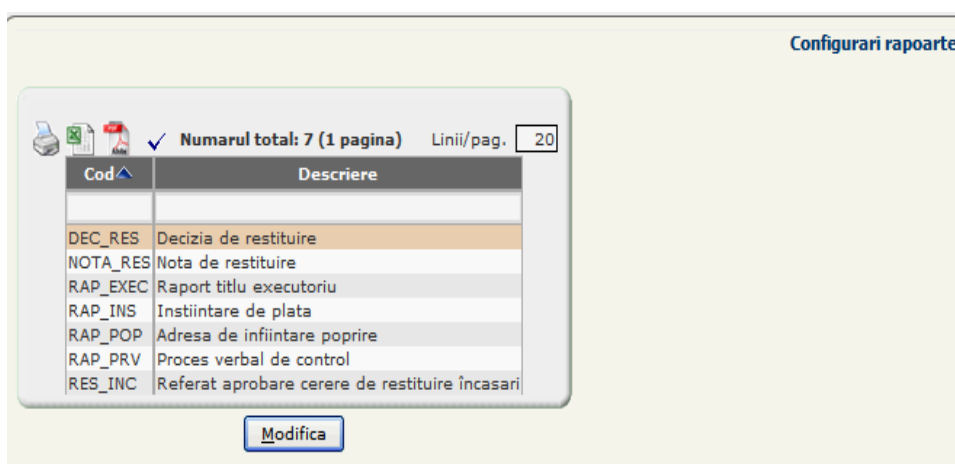 Configurari rapoarte
Numarul total: 7 (1 pagina) Linii/pag. 20
Cod Descriere
DEC_RES Decizia de restituire
NOTA_RES Nota de restituire
RAP_EXEC Raport titlu executoriu
RAP_INS Instiintare de plata
RAP_POP Adresa de infiintare poprire
RAP_PRV Proces verbal de control
RES_INC Referat aprobare cerere de restituire încasari
Modifica